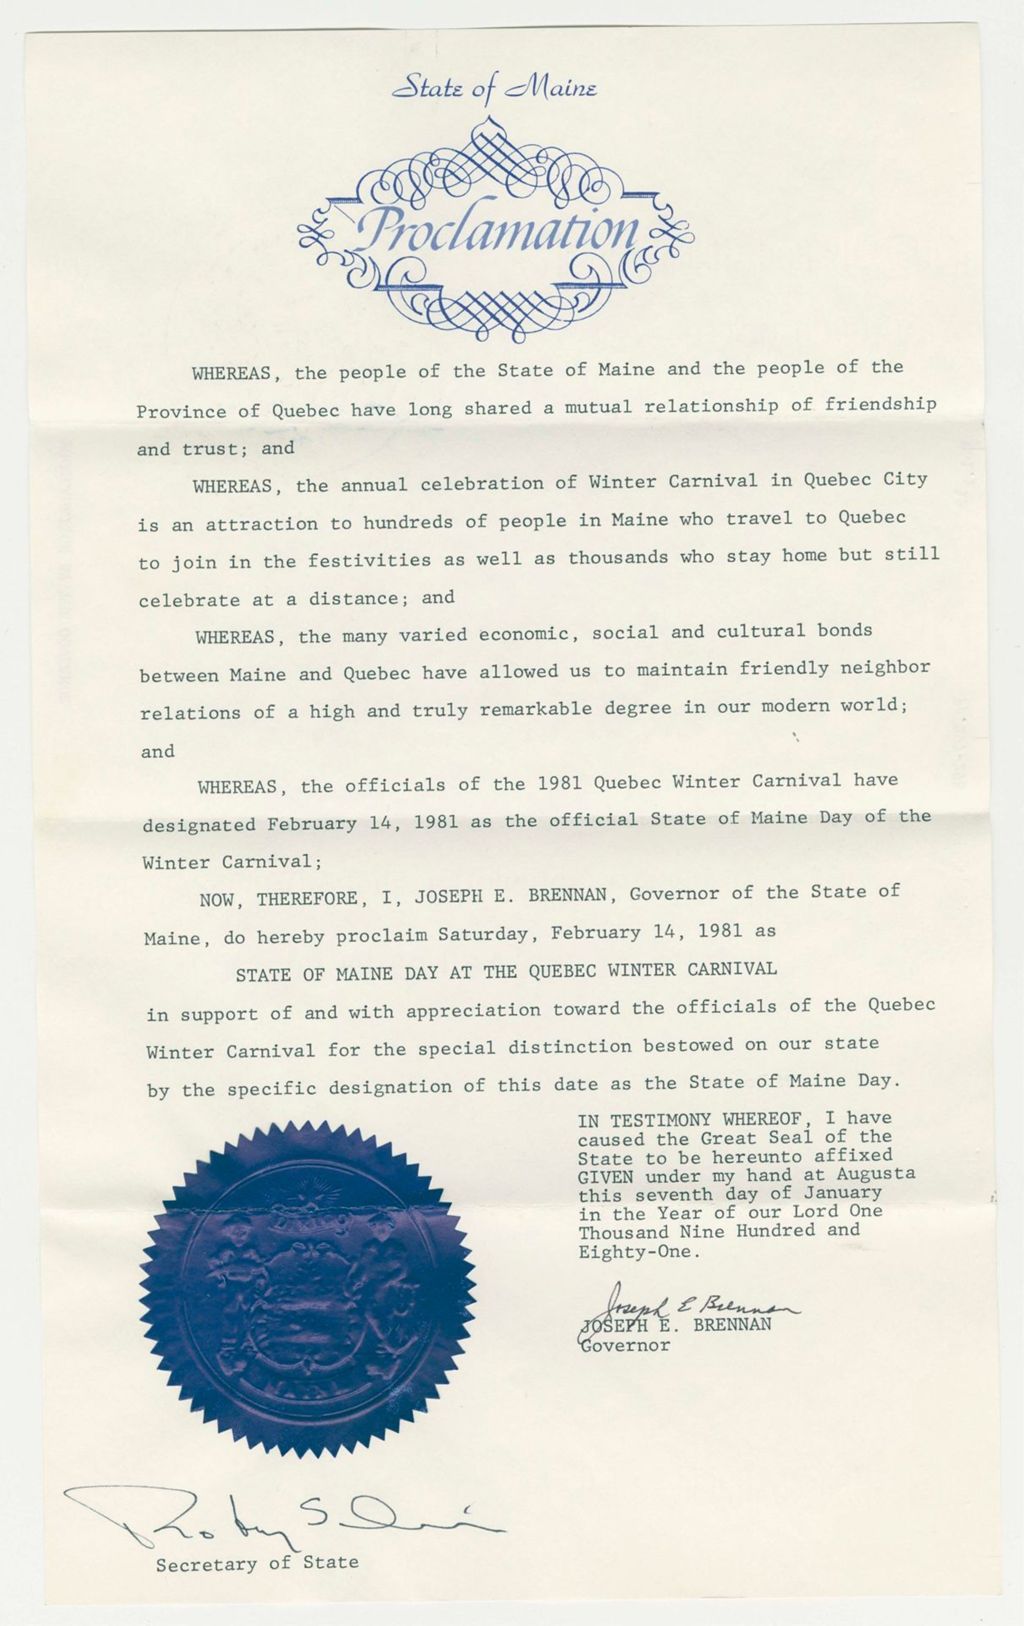 State of Maine
Proclamation
WHEREAS, the people of the State of Maine and the people of the
Province of Quebec have long shared a mutual relationship of friendship
and trust; and
WHEREAS, the annual celebration of Winter Carnival in Quebec City
is an attraction to hundreds of people in Maine who travel to Quebec
to join in the festivities as well as thousands who stay home but still
celebrate at a distance; and
WHEREAS, the many varied economic, social and cultural bonds
between Maine and Quebec have allowed us to maintain friendly neighbor
relations of a high and truly remarkable degree in our modern world;
and
WHEREAS, the officials of the 1981 Quebec Winter Carnival have
designated February 14, 1981 as the official State of Maine Day of the
Winter Carnival;
NOW, THEREFORE, I, JOSEPH E. BRENNAN, Governor of the State of
Maine, do hereby proclaim Saturday, February 14, 1981 as
STATE OF MAINE DAY AT THE QUEBEC WINTER CARNIVAL
in support of and with appreciation toward the officials of the Quebec
Winter Carnival for the special distinction bestowed on our state
by the specific designation of this date as the State of Maine Day.
IN TESTIMONY WHEREOF, I have
caused the Great Seal of the
State to be hereunto affixed
GIVEN under my hand at Augusta
this seventh day of January
in the Year of our Lord One
Thousand Nine Hundred and
Eighty-One.
Joseph E Brennan
JOSEPH E. BRENNAN
Governor
DIRIGO
Secretary of State